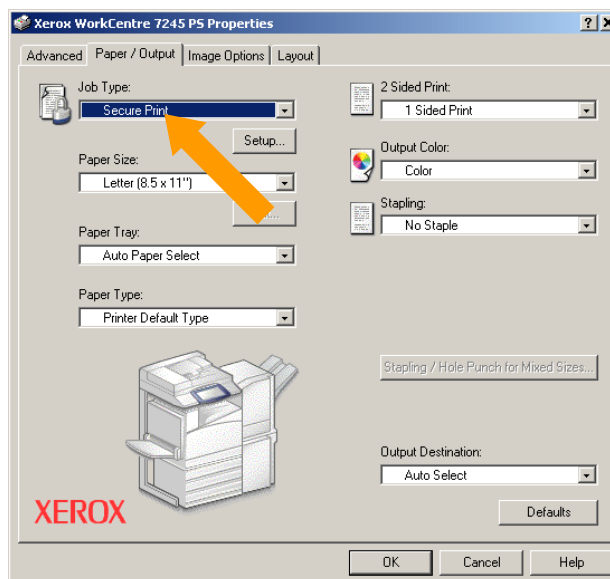 Xerox WorkCentre 7245 PS Properties
Advanced Paper / Output Image Options Layout
Job Type:
Secure Print
Setup...
Paper Size:
Letter (8.5 x 11")
Paper Tray:
Auto Paper Select
Paper Type:
Printer Default Type
2 Sided Print:
1 Sided Print
Output Color:
Color
Stapling:
No Staple
Stapling / Hole Punch for Mixed Sizes...
Output Destination:
Auto Select
XEROX
Defaults
OK Cancel Help